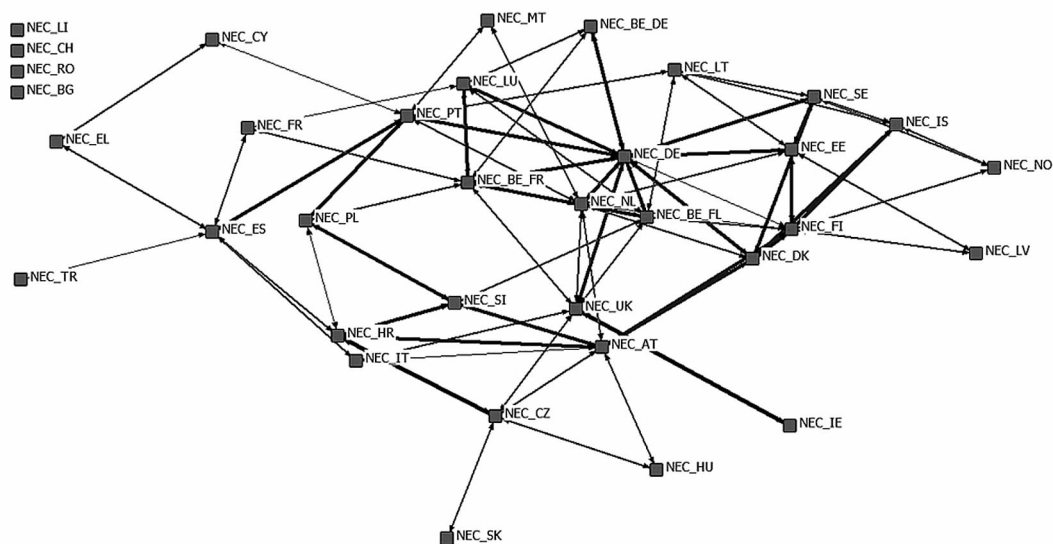 NEC_LI
NEC_CH
NEC_RO
NEC_BG
NEC_MT
NEC_BE_DE
NEC_CY
NEC_LT
NEC_LU
NEC_SE
NEC_PT
NEC_IS
NEC_FR
NEC_EL
NEC_EE
NEC_DE
NEC_NO
NEC_BE_FR
NEC_NL
NEC_BE_FL
NEC_PL
NEC_ES
NEC_FI
NEC_LV
NEC_DK
NEC_TR
NEC_SI
NEC_UK
NEC_HR
NEC_AT
NEC_IT
NEC_CZ
NEC_IE
NEC_HU
NEC_SK